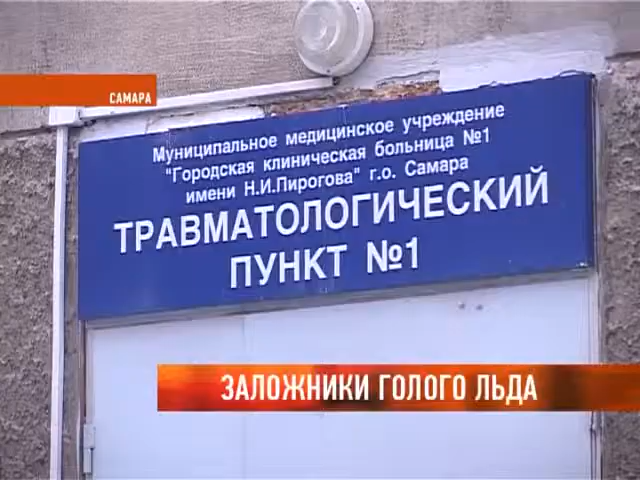 САМАРА
Муниципальное медицинское учреждение
"Городская клиническая больница №1
имени Н.И.Пирогова" г.о. Самара
ТРАВМАТОЛОГИЧЕСКИЙ
ПУНКТ №1
ЗАЛОЖНИКИ ГОЛОГО ЛЬДА